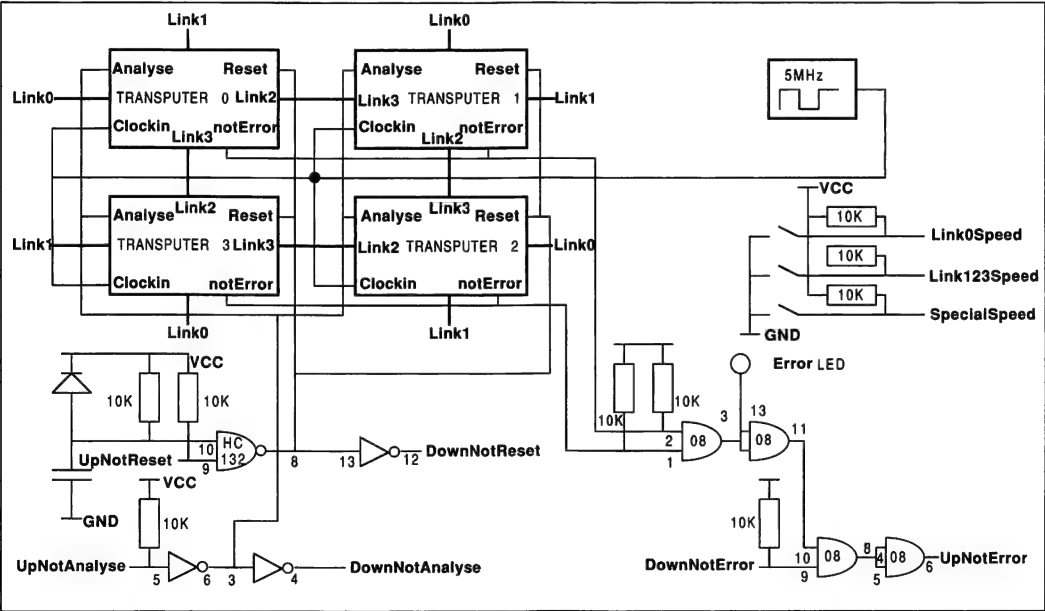 Link1
Link0
Analyse Reset
Link0 TRANSPUTER 0 Link2
Clockin notError
Link3
Analyse Reset
Link3 TRANSPUTER 1 Link1
Clockin notError
Link2
5MHz
Link2
Analyse Reset
Link1 TRANSPUTER 3 Link3
Clockin notError
Link0
Link3
Analyse Reset
Link2 TRANSPUTER 2 Link0
Clockin notError
Link1
VCC
10K
Link0Speed
10K
Link123Speed
10K
SpecialSpeed
GND
Error LED
VCC
10K
10K
HC
132
10
9
8
UpNotReset
13
12
DownNotReset
GND
VCC
10K
UpNotAnalyse
5
6
3
4
DownNotAnalyse
10K
10K
2
1
08
3
13
08
11
10K
DownNotError
10
9
08
8
4
5
08
6
UpNotError